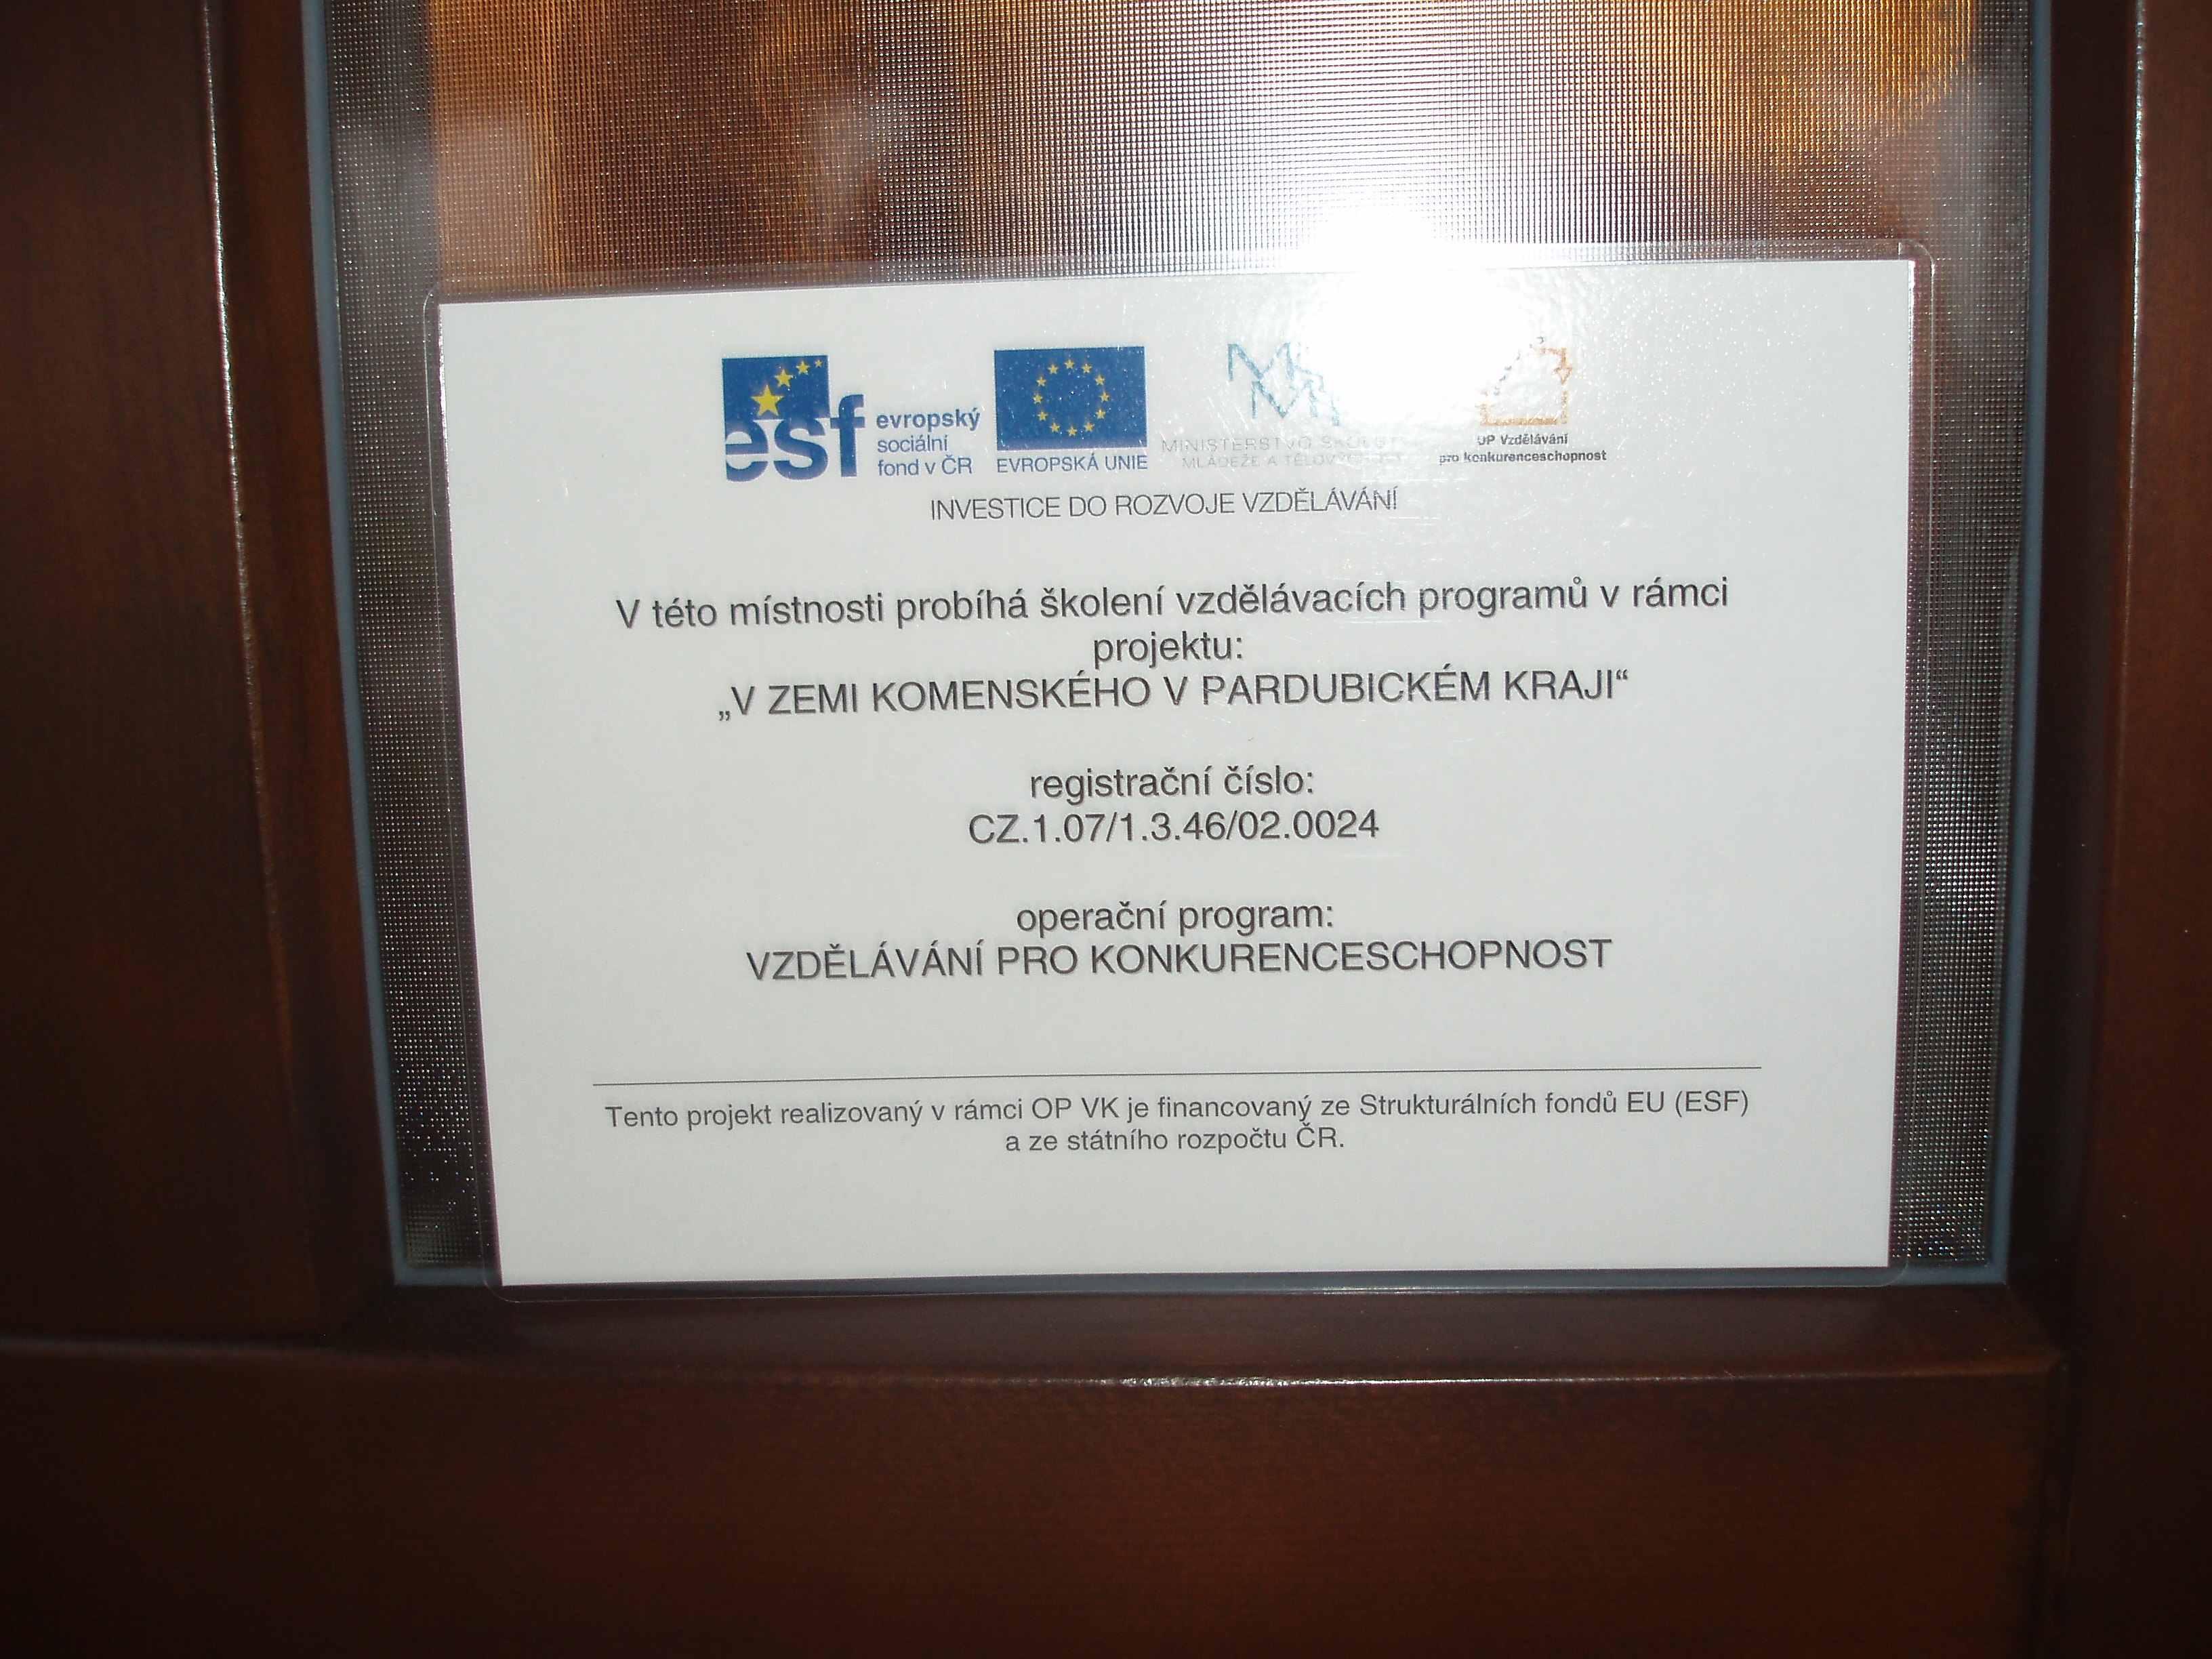 esf
evropský
sociální
fond v ČR
EVROPSKÁ UNIE
MINISTERSTVO
MLÁDEŽE A
OP Vzdělávání
pro konkurenceschopnost
INVESTICE DO ROZVOJE VZDĚLÁVÁNÍ
V této místnosti probíhá školení vzdělávacích programů v rámci
projektu:
„V ZEMI KOMENSKÉHO V PARDUBICKÉM KRAJI“
registrační číslo:
CZ.1.07/1.3.46/02.0024
operační program:
VZDĚLÁVÁNÍ PRO KONKURENCESCHOPNOST
Tento projekt realizovaný v rámci OP VK je financovaný ze Strukturálních fondů EU (ESF)
a ze státního rozpočtu ČR.